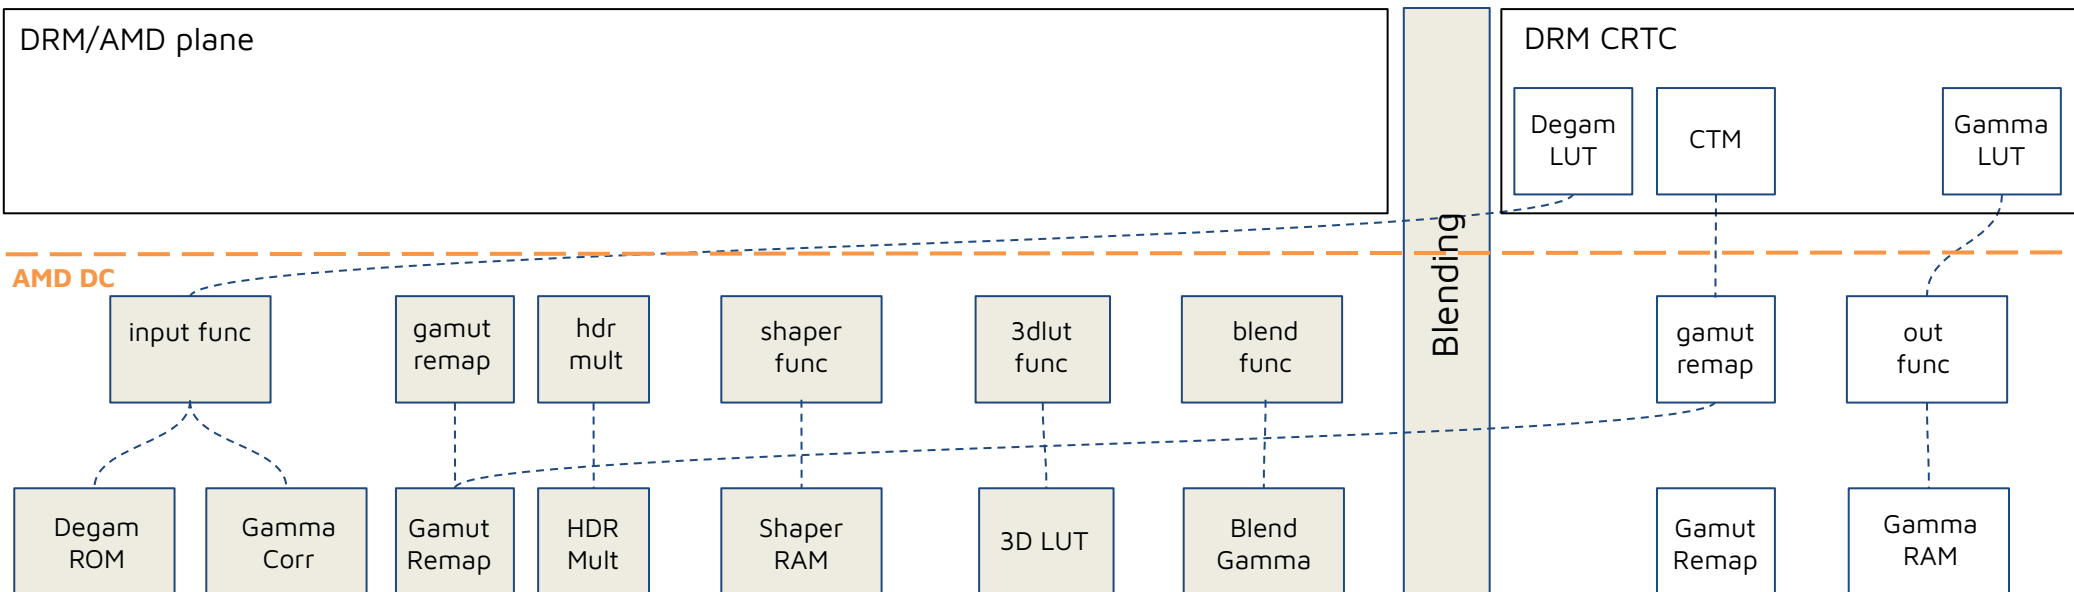 DRM/AMD plane
DRM CRTC
Degam
LUT
CTM
Gamma
LUT
Blending
AMD DC
input func
gamut
remap
hdr
mult
shaper
func
3dlut
func
blend
func
gamut
remap
out
func
Degam
ROM
Gamma
Corr
Gamut
Remap
HDR
Mult
Shaper
RAM
3D LUT
Blend
Gamma
Gamut
Remap
Gamma
RAM